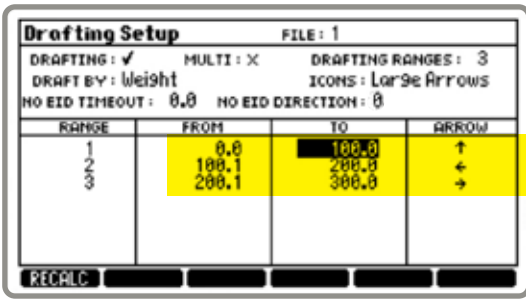 Drafting Setup FILE: 1
DRAFTING: ✓ MULTI: X DRAFTING RANGES: 3
DRAFT BY: Weight ICONS: Large Arrows
NO EID TIMEOUT: 0.0 NO EID DIRECTION: 0
RANGE FROM TO ARROW
1 0.0 100.0 ↑
2 100.1 200.0 ←
3 200.1 300.0 →
RECALC